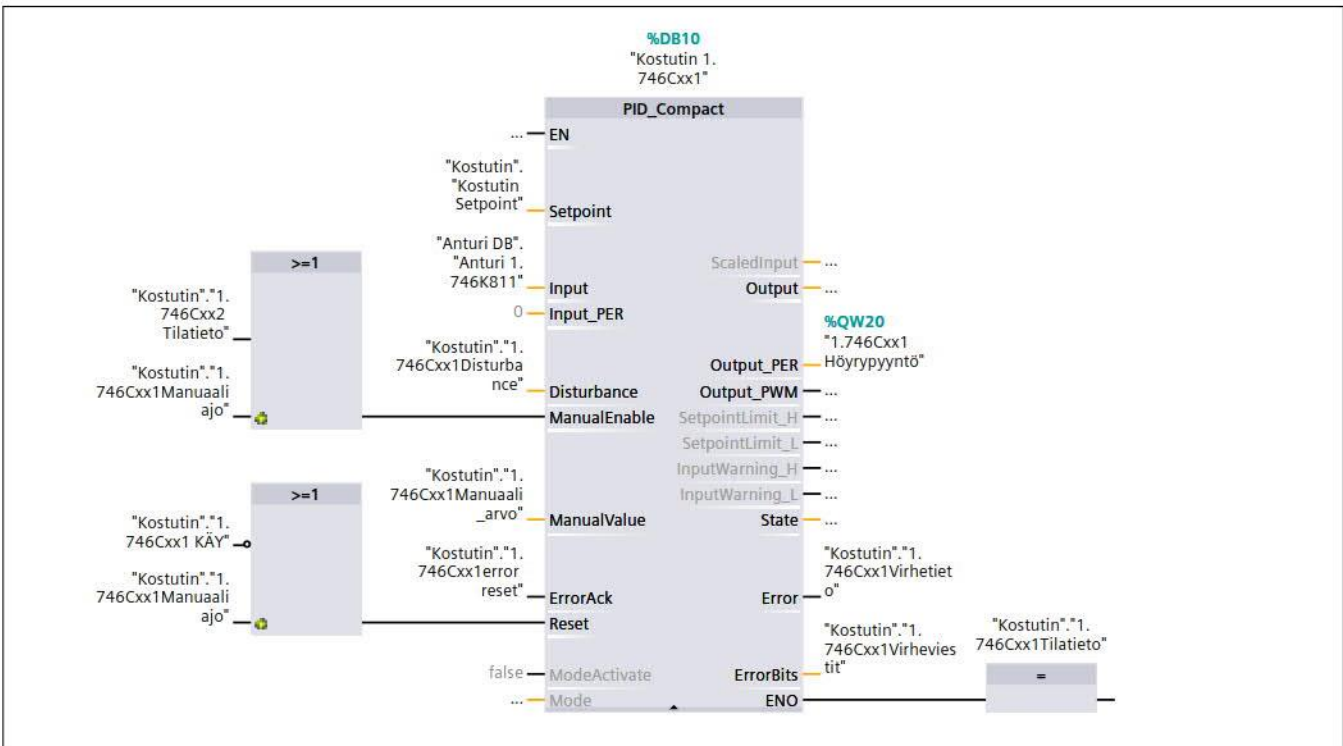 %DB10
"Kostutin 1.
746Cxx1"
PID_Compact
...
EN
"Kostutin".
"Kostutin
Setpoint"
Setpoint
"Anturi DB".
"Anturi 1.
746K811"
Input
0
Input_PER
"Kostutin"."1.
746Cxx1Disturba
nce"
Disturbance
ManualEnable
>=1
"Kostutin"."1.
746Cxx2
Tilatieto"
"Kostutin"."1.
746Cxx1Manuaali
ajo"
"Kostutin"."1.
746Cxx1Manuaali
_arvo"
ManualValue
>=1
"Kostutin"."1.
746Cxx1 KÄY"
"Kostutin"."1.
746Cxx1Manuaali
ajo"
"Kostutin"."1.
746Cxx1error
reset"
ErrorAck
Reset
false
ModeActivate
...
Mode
ScaledInput
...
Output
...
%QW20
"1.746Cxx1
Höyrypyyntö"
Output_PER
Output_PWM
...
SetpointLimit_H
...
SetpointLimit_L
...
InputWarning_H
...
InputWarning_L
...
State
...
"Kostutin"."1.
746Cxx1Virhetiet
o"
Error
"Kostutin"."1.
746Cxx1Virhevies
tit"
ErrorBits
ENO
"Kostutin"."1.
746Cxx1Tilatieto"
=